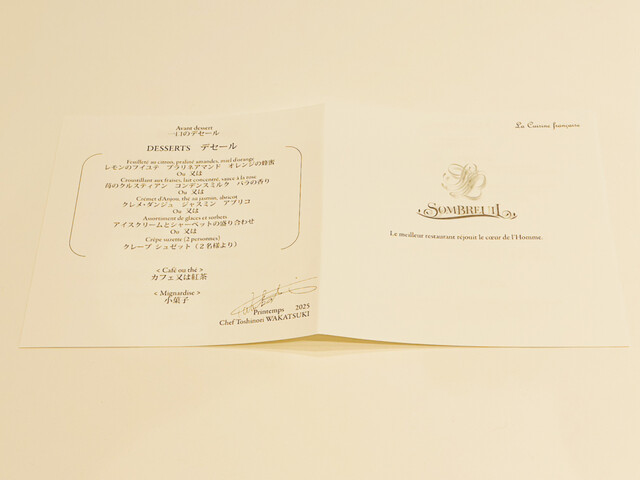 Avant dessert
一口のデセール
DESSERTS デセール
Feuilleté au citron, praliné amandes, miel d'orange
レモンのフイユテ プラリネアマンド オレンジの蜂蜜
Ou 又は
Croustillant aux fraises, lait concentré, sauce à la rose
苺のクルスティアン コンデンスミルク バラの香り
Ou 又は
Crémet d'Anjou, thé au jasmin, abricot
クレメ・ダンジュ ジャスミン アプリコ
Ou 又は
Assortiment de glaces et sorbets
アイスクリームとシャーベットの盛り合わせ
Ou 又は
Crêpe suzette (2 personnes)
クレープ シュゼット（２名様より）
< Café ou thé >
カフェ又は紅茶
< Mignardise >
小菓子
Printemps 2025
Chef Toshinori WAKATSUKI
La Cuisine française
SOMBREUIL
La meilleur restaurant réjouit le cœur de l'Homme.